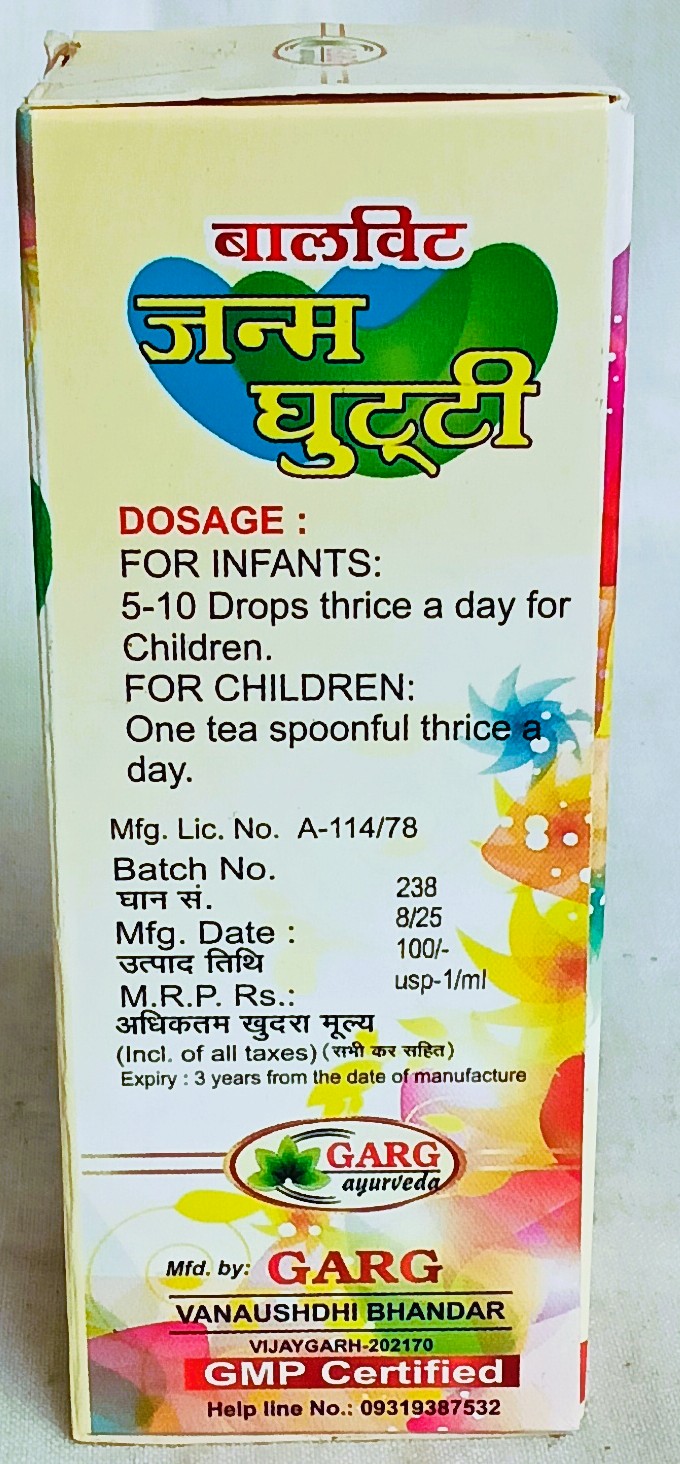 बालविट
जन्म
घुट्टी
DOSAGE :
FOR INFANTS:
5-10 Drops thrice a day for
Children.
FOR CHILDREN:
One tea spoonful thrice a
day.
Mfg. Lic. No. A-114/78
Batch No.
घान सं. 238
Mfg. Date : 8/25
उत्पाद तिथि 100/-
M.R.P. Rs.: usp-1/ml
अधिकतम खुदरा मूल्य
(Incl. of all taxes) (सभी कर सहित)
Expiry : 3 years from the date of manufacture
GARG
ayurveda
Mfd. by: GARG
VANAUSHDHI BHANDAR
VIJAYGARH-202170
GMP Certified
Help line No.: 09319387532